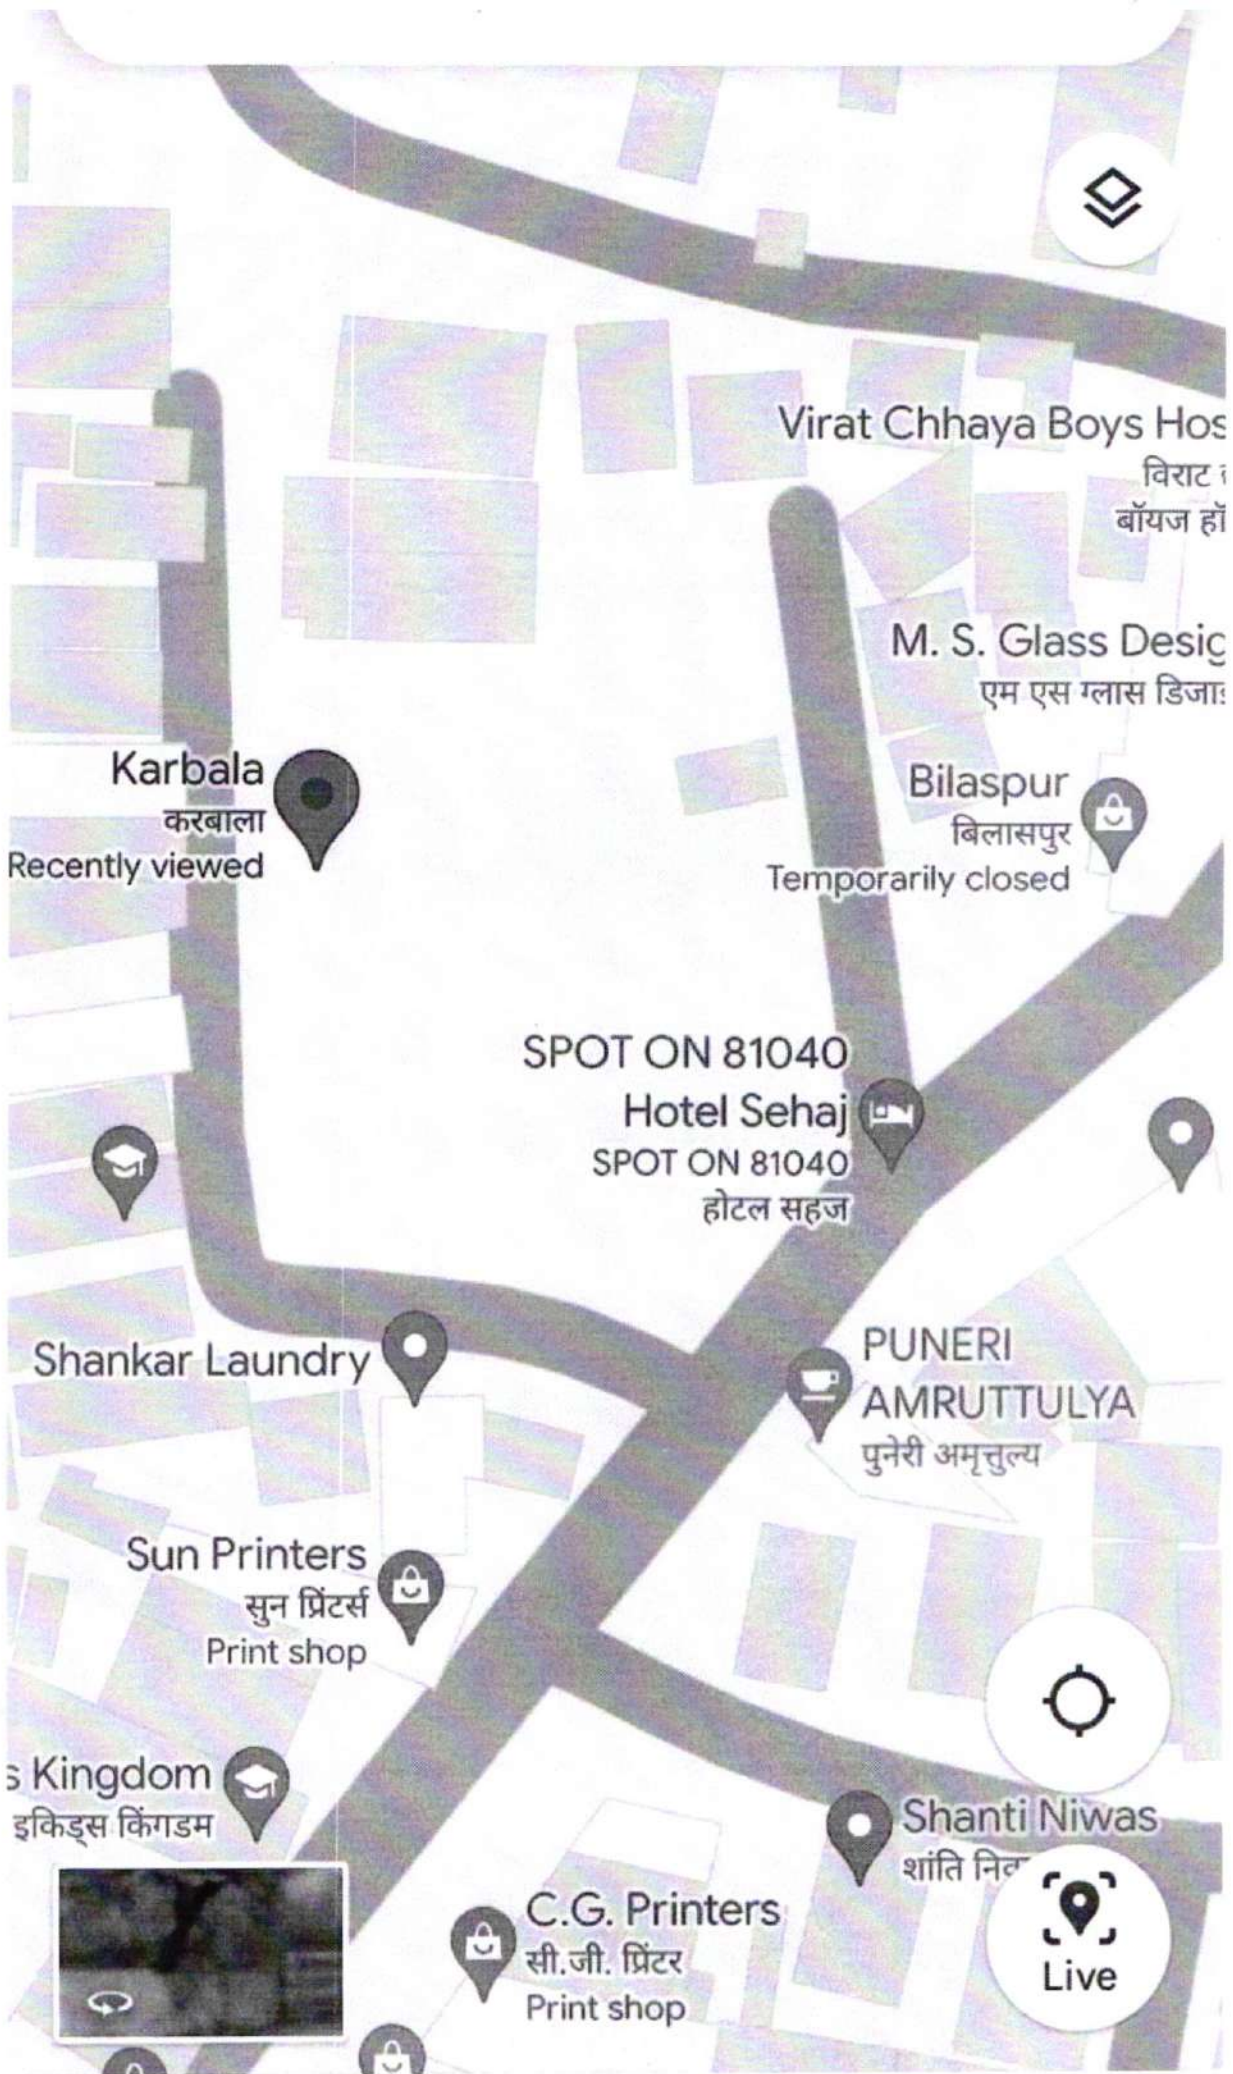 Virat Chhaya Boys Hos
विराट
बॉयज हॉ
M. S. Glass Desig
एम एस ग्लास डिजा
Karbala
करबाला
Recently viewed
Bilaspur
बिलासपुर
Temporarily closed
SPOT ON 81040
Hotel Sehaj
SPOT ON 81040
होटल सहज
Shankar Laundry
PUNERI
AMRUTTULYA
पुनेरी अमृत्तुल्य
Sun Printers
सुन प्रिंटर्स
Print shop
s Kingdom
इकिड्स किंगडम
Shanti Niwas
शांति निव
C.G. Printers
सी.जी. प्रिंटर
Print shop
Live